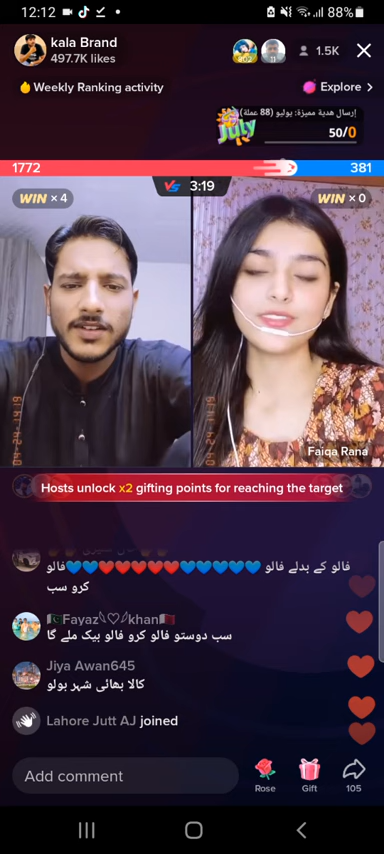 12:12
88%
kala Brand
497.7K likes
1.5K
Weekly Ranking activity
Explore
إرسال هدية مميزة: يوليو (88 عملة)
July
50/0
1772
381
VS 3:19
WIN × 4
WIN × 0
Faiqa Rana
Hosts unlock x2 gifting points for reaching the target
فالو کے بدلے فالو 💙💙💙💙💙❤️❤️❤️❤️❤️💙💙فالو
کرو سب
🇵🇰Fayaz♡khan🇶🇦
سب دوستو فالو کرو فالو بیک ملے گا
Jiya Awan645
کالا بھائی شہر بولو
Lahore Jutt AJ joined
Add comment
Rose
Gift
105